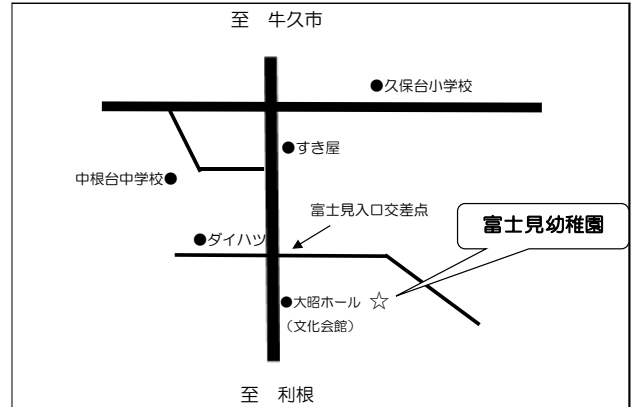 至　牛久市
●久保台小学校
●すき屋
中根台中学校●
富士見入口交差点
富士見幼稚園
●ダイハツ
●大昭ホール ☆
（文化会館）
至　利根